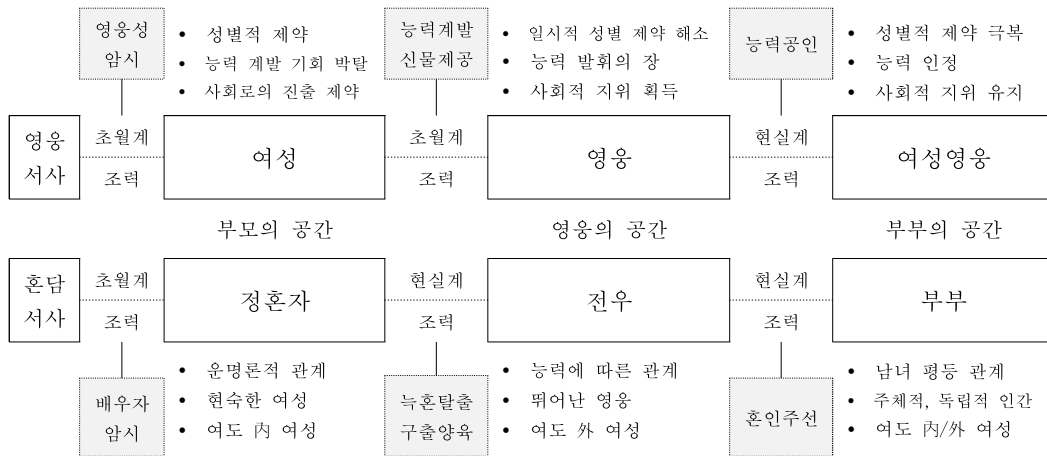 영웅성
암시
• 성별적 제약
• 능력 계발 기회 박탈
• 사회로의 진출 제약
능력계발
신물제공
• 일시적 성별 제약 해소
• 능력 발휘의 장
• 사회적 지위 획득
능력공인
• 성별적 제약 극복
• 능력 인정
• 사회적 지위 유지
영웅
서사
초월계
조력
여성
초월계
조력
영웅
현실계
조력
여성영웅
부모의 공간
영웅의 공간
부부의 공간
혼담
서사
초월계
조력
정혼자
현실계
조력
전우
현실계
조력
부부
배우자
암시
• 운명론적 관계
• 현숙한 여성
• 여도 內 여성
늑혼탈출
구출양육
• 능력에 따른 관계
• 뛰어난 영웅
• 여도 外 여성
혼인주선
• 남녀 평등 관계
• 주체적, 독립적 인간
• 여도 內/外 여성